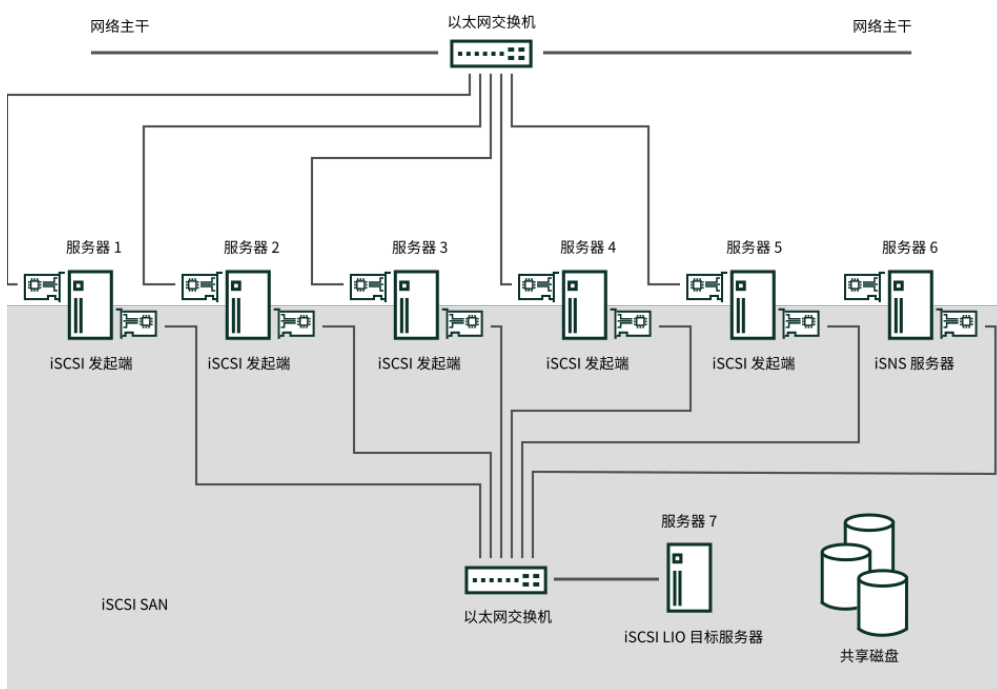 网络主干
以太网交换机
网络主干
服务器 1
服务器 2
服务器 3
服务器 4
服务器 5
服务器 6
iSCSI 发起端
iSCSI 发起端
iSCSI 发起端
iSCSI 发起端
iSCSI 发起端
iSNS 服务器
服务器 7
iSCSI SAN
以太网交换机
iSCSI LIO 目标服务器
共享磁盘